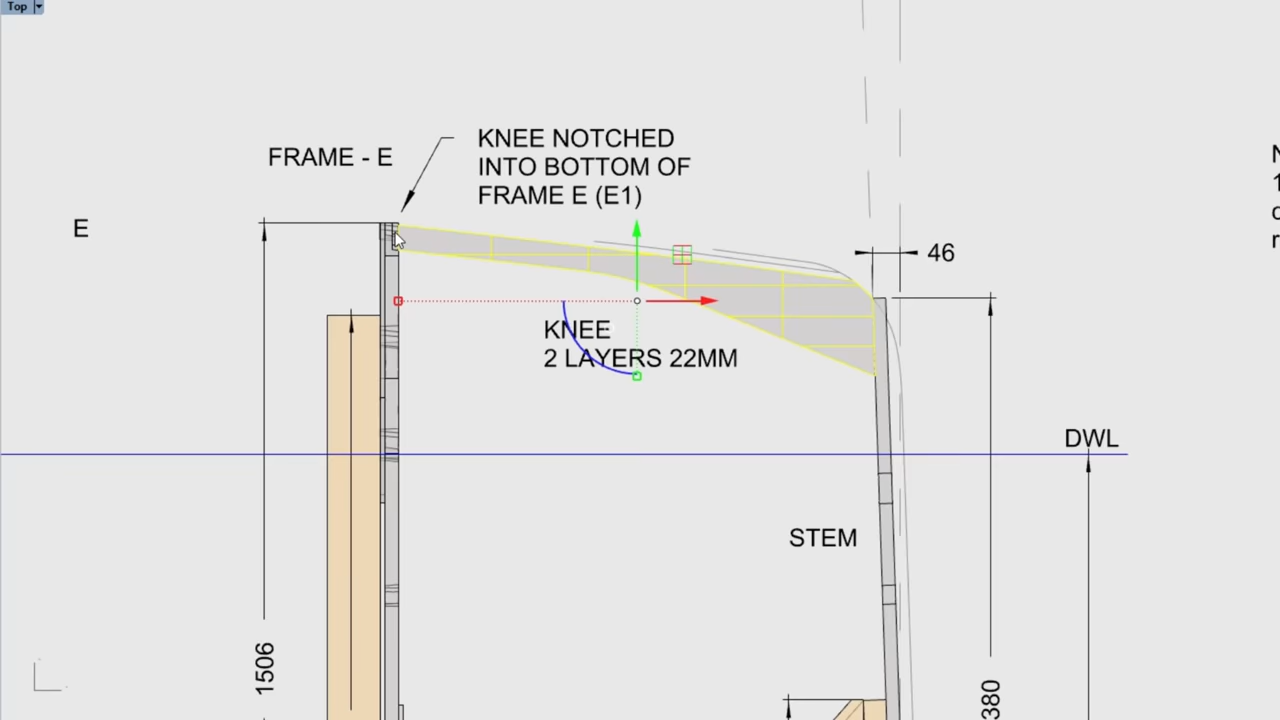 Top
KNEE NOTCHED
INTO BOTTOM OF
FRAME E (E1)
FRAME - E
E
46
KNEE
2 LAYERS 22MM
DWL
STEM
1506
380